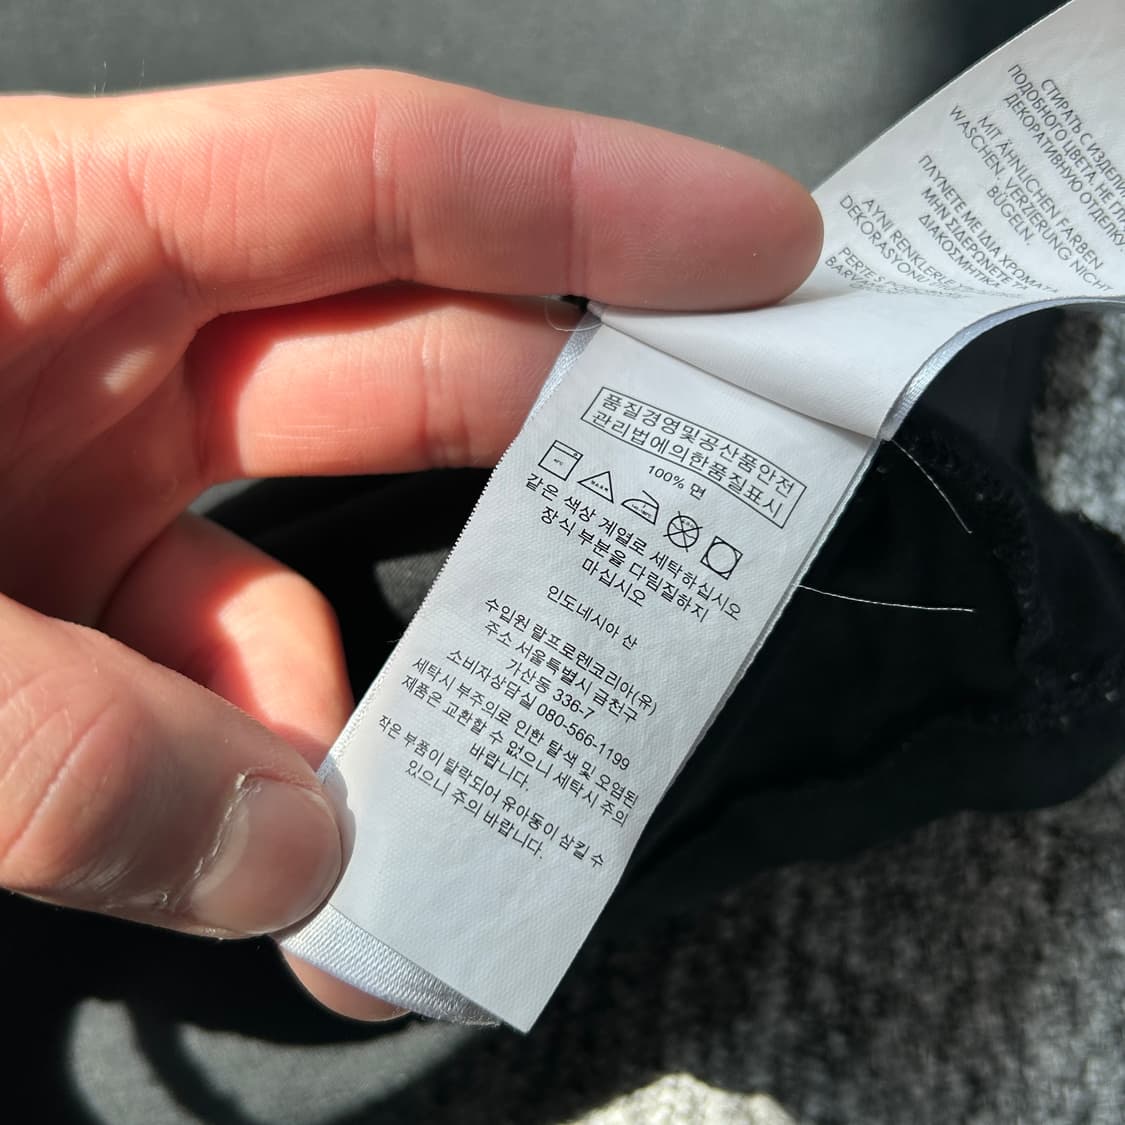 СТИРАТЬ С ИЗДЕЛИЯ
ПОДОБНОГО ЦВЕТА. НЕ
ДЕКОРАТИВНУЮ ОТДЕЛКУ
MIT ÄHNLICHEN FARBEN
WASCHEN. VERZIERUNG NICHT
BÜGELN.
ΠΛΥΝΕΤΕ ΜΕ ΙΔΙΑ ΧΡΩΜΑΤΑ
ΜΗΝ ΣΙΔΕΡΩΝΕΤΕ
ΔΙΑΚΟΣΜΗΤΙΚΑ
AYNI RENKLERLE
DEKORASYONU
품질경영및공산품안전
관리법에의한품질표시
100% 면
같은 색상 계열로 세탁하십시오
장식 부분을 다림질하지
마십시오
인도네시아 산
수입원 랄프로렌코리아(유)
주소 서울특별시 금천구
가산동 336-7
소비자상담실 080-566-1199
세탁시 부주의로 인한 탈색 및 오염된
제품은 교환할 수 없으니 세탁시 주의
바랍니다.
작은 부품이 탈락되어 유아동이 삼킬 수
있으니 주의 바랍니다.